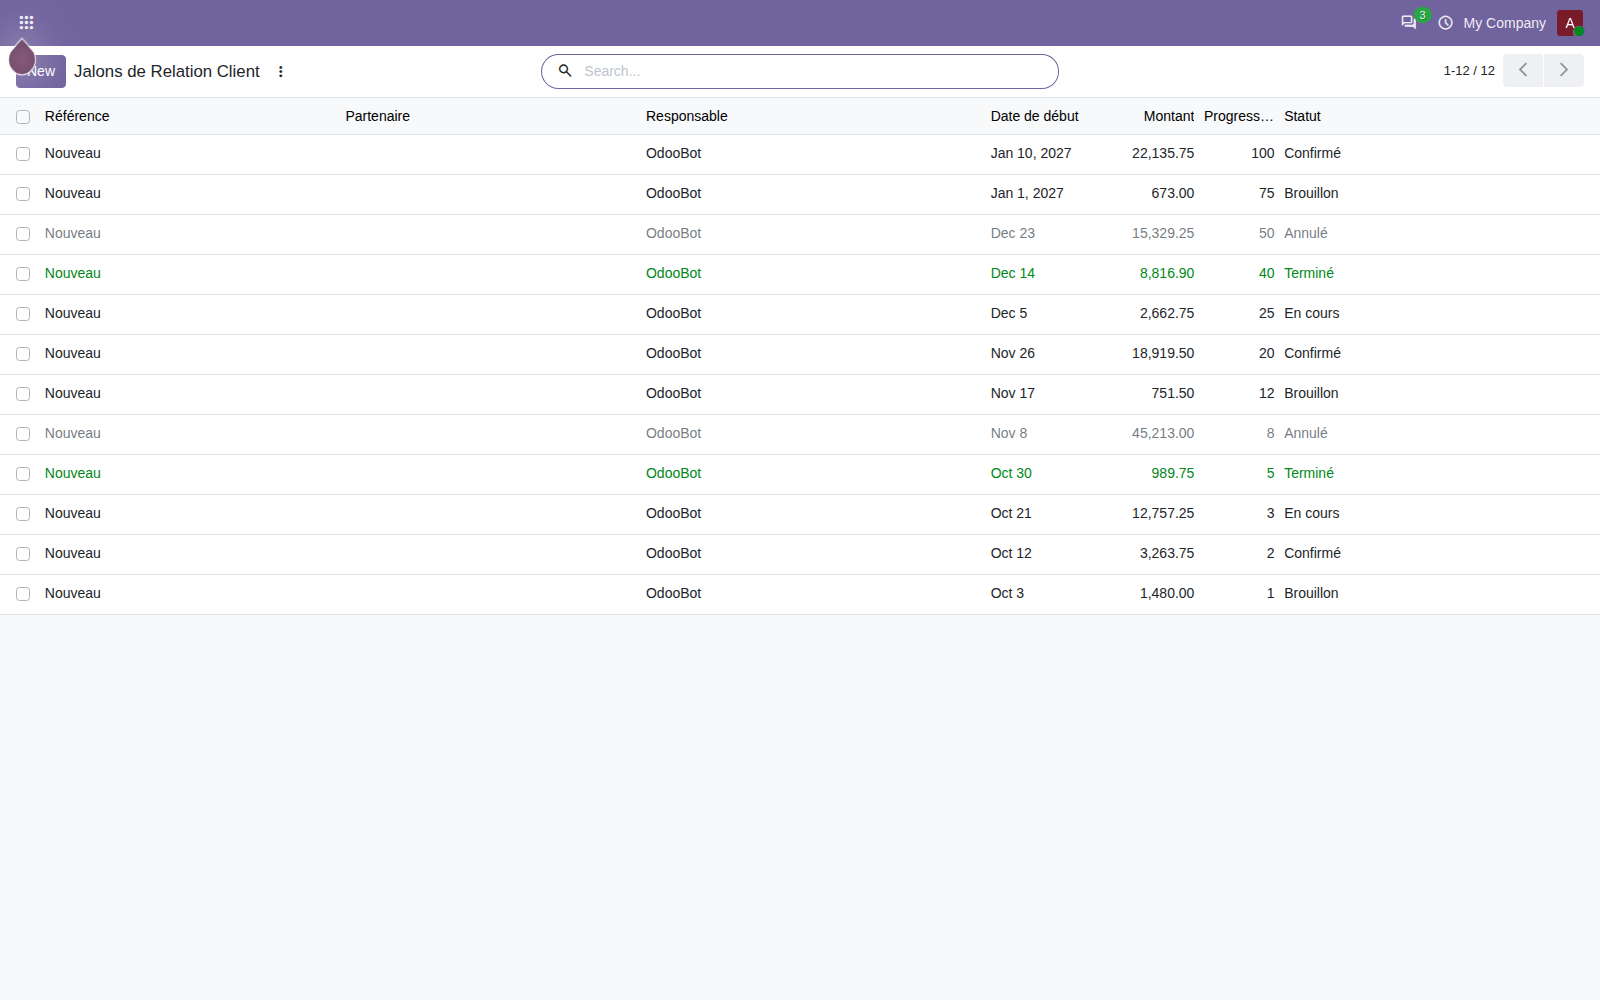 3
My Company
A
New
Jalons de Relation Client
Search...
1-12 / 12
Référence Partenaire Responsable Date de début Montant Progress… Statut
Nouveau OdooBot Jan 10, 2027 22,135.75 100 Confirmé
Nouveau OdooBot Jan 1, 2027 673.00 75 Brouillon
Nouveau OdooBot Dec 23 15,329.25 50 Annulé
Nouveau OdooBot Dec 14 8,816.90 40 Terminé
Nouveau OdooBot Dec 5 2,662.75 25 En cours
Nouveau OdooBot Nov 26 18,919.50 20 Confirmé
Nouveau OdooBot Nov 17 751.50 12 Brouillon
Nouveau OdooBot Nov 8 45,213.00 8 Annulé
Nouveau OdooBot Oct 30 989.75 5 Terminé
Nouveau OdooBot Oct 21 12,757.25 3 En cours
Nouveau OdooBot Oct 12 3,263.75 2 Confirmé
Nouveau OdooBot Oct 3 1,480.00 1 Brouillon